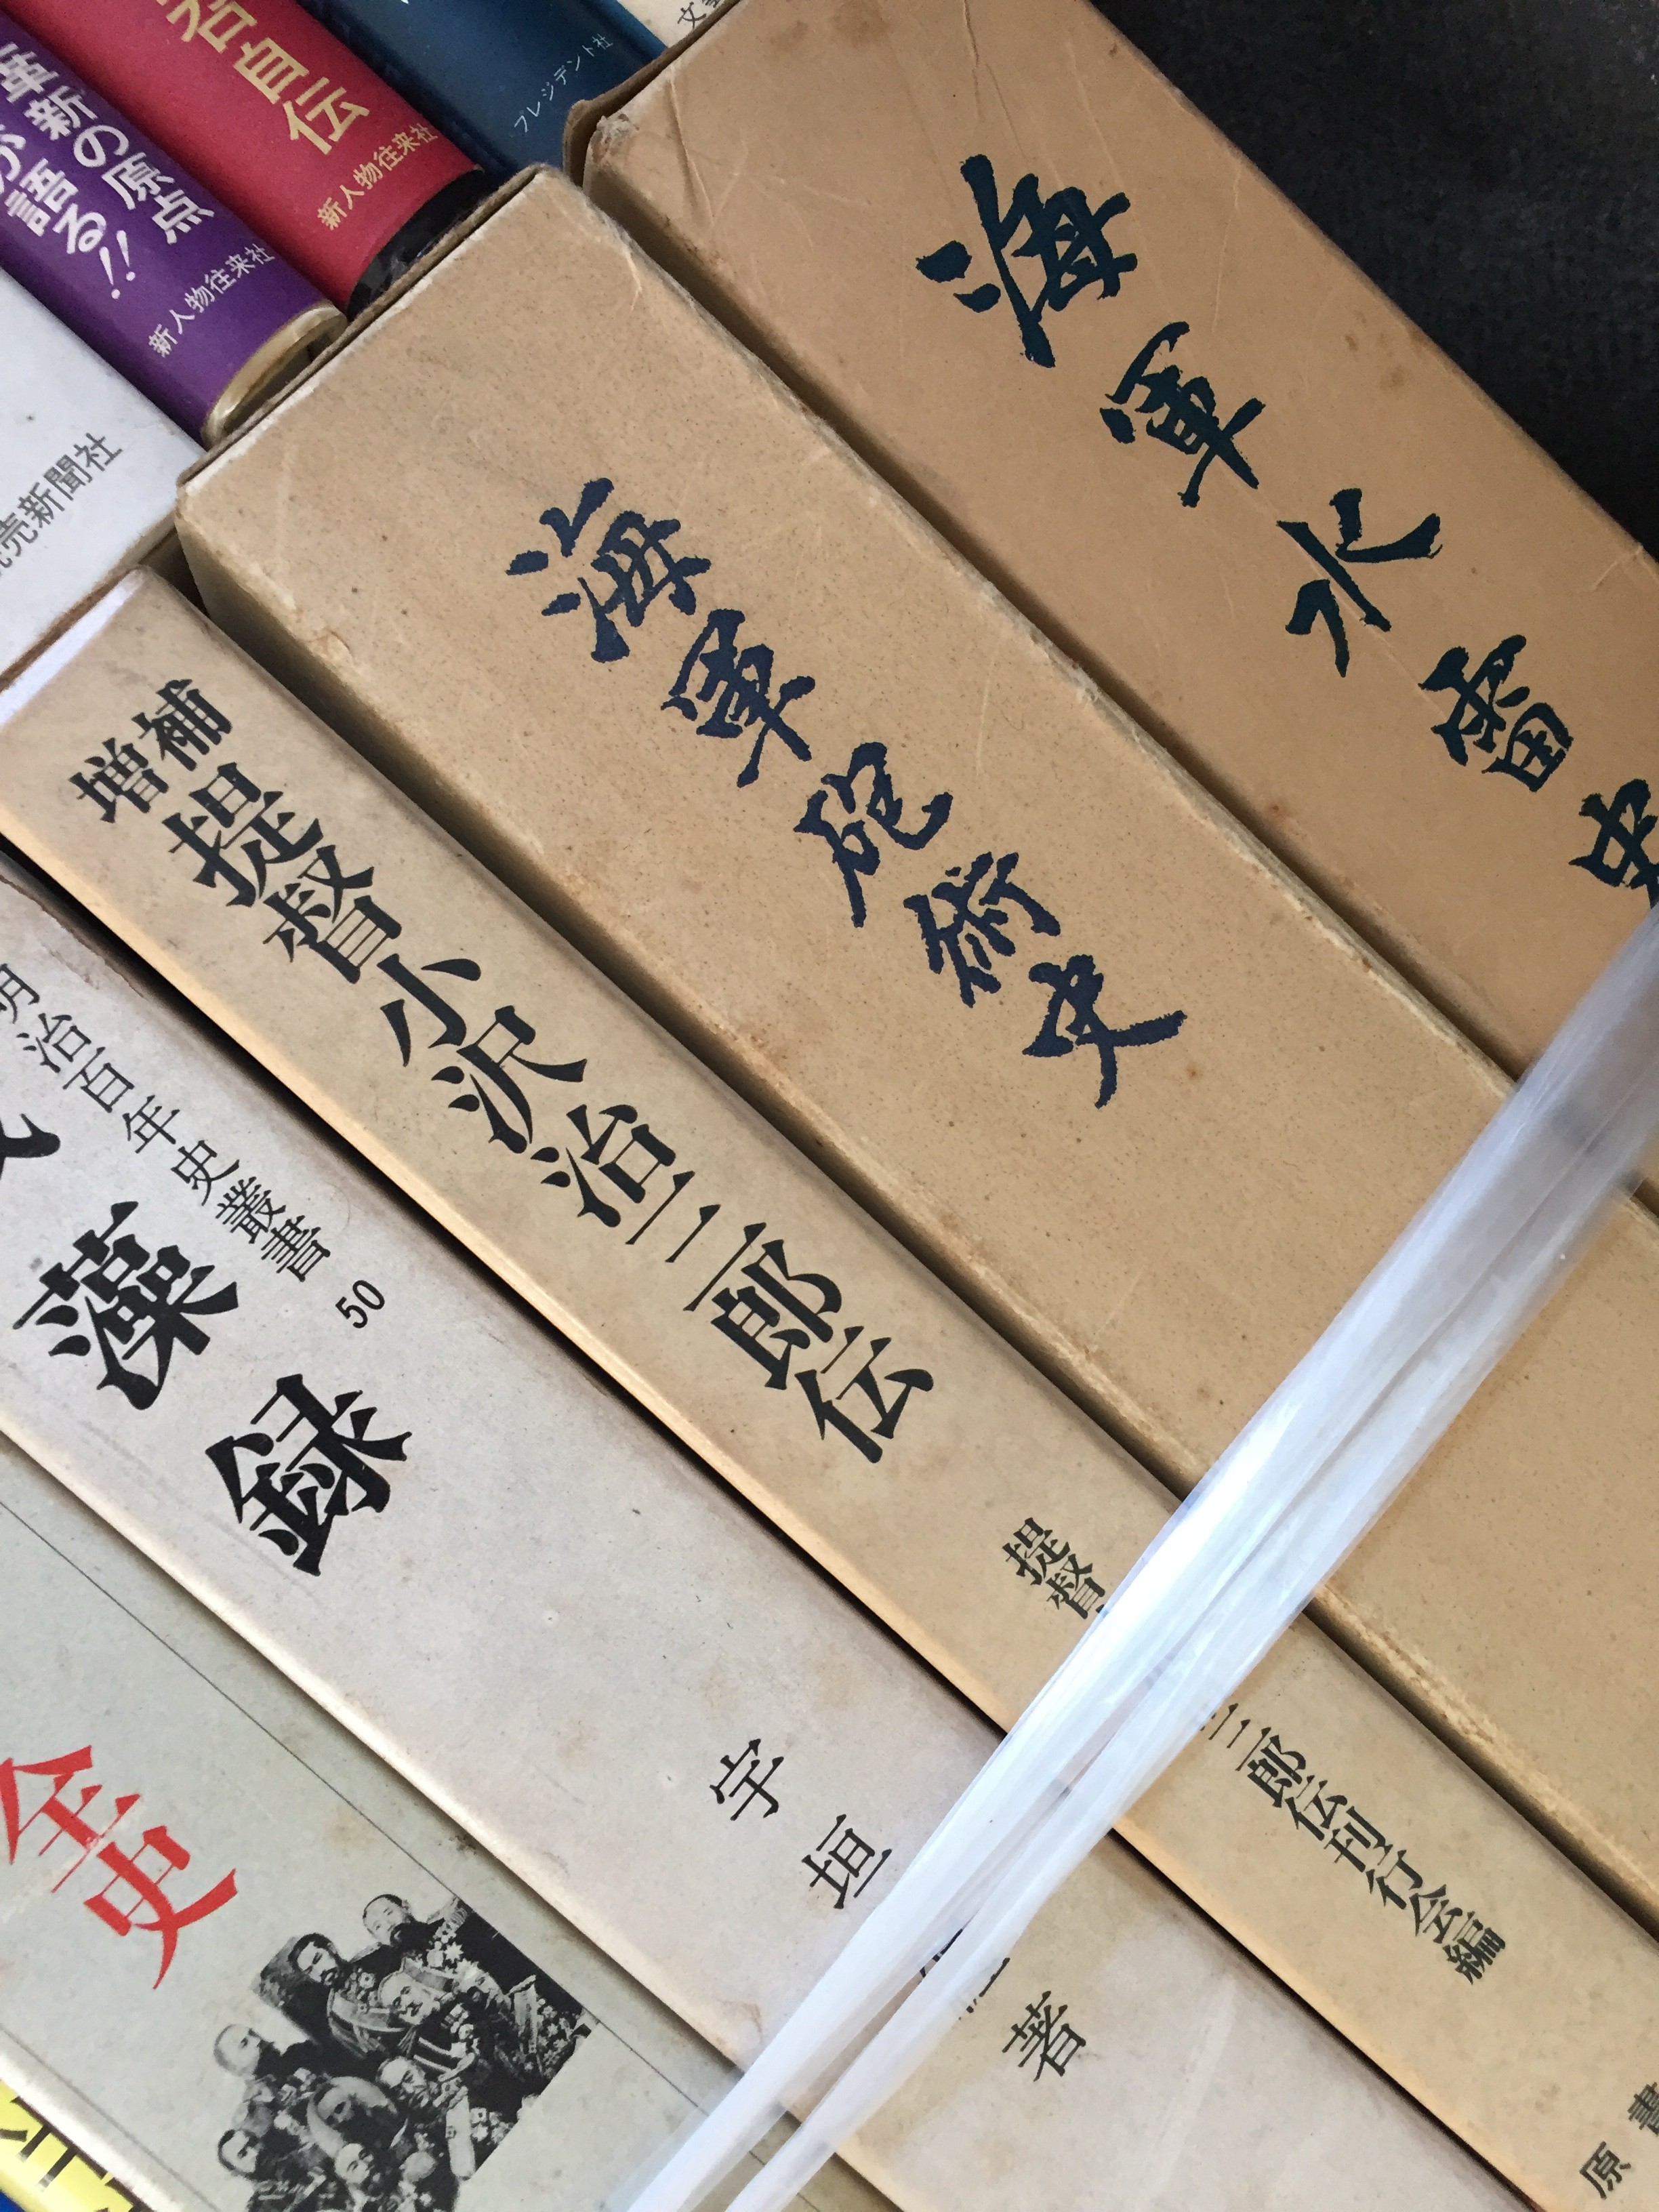 海軍水雷史
海軍砲術史
増補
提督小沢治三郎伝
提督
三郎伝刊行会編
原書
明治百年史叢書 50
藻録
宇垣
著
全史
プレジデント社
自伝
新人物往来社
革新の原点
が語る!!
新人物往来社
売新聞社